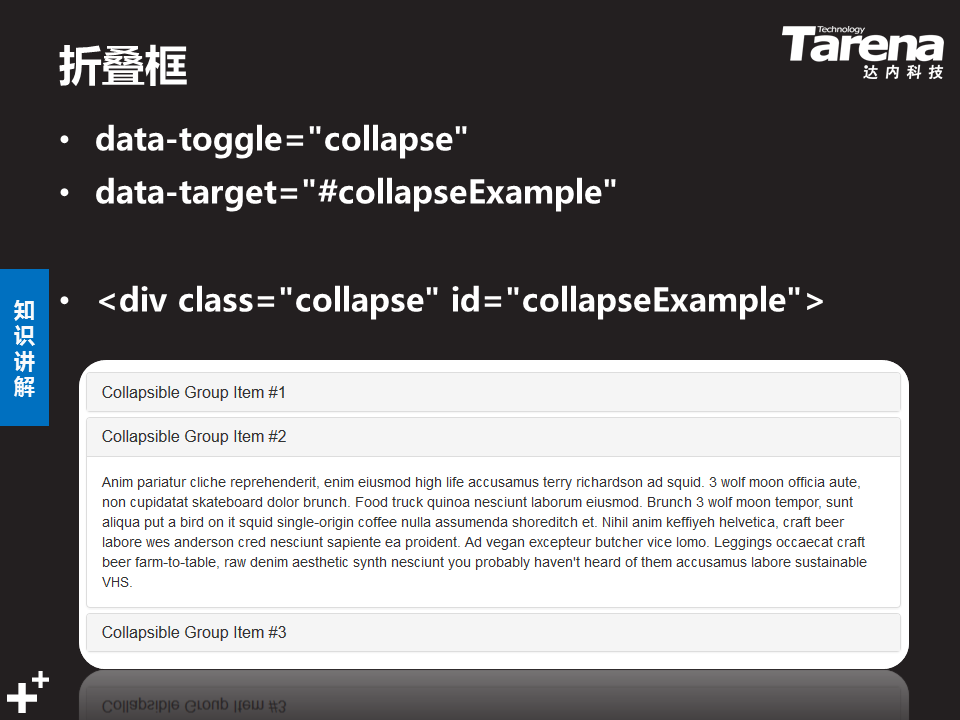 Technology
Tarena
达内科技
折叠框
• data-toggle="collapse"
• data-target="#collapseExample"
• <div class="collapse" id="collapseExample">
知识讲解
Collapsible Group Item #1
Collapsible Group Item #2
Anim pariatur cliche reprehenderit, enim eiusmod high life accusamus terry richardson ad squid. 3 wolf moon officia aute,
non cupidatat skateboard dolor brunch. Food truck quinoa nesciunt laborum eiusmod. Brunch 3 wolf moon tempor, sunt
aliqua put a bird on it squid single-origin coffee nulla assumenda shoreditch et. Nihil anim keffiyeh helvetica, craft beer
labore wes anderson cred nesciunt sapiente ea proident. Ad vegan excepteur butcher vice lomo. Leggings occaecat craft
beer farm-to-table, raw denim aesthetic synth nesciunt you probably haven't heard of them accusamus labore sustainable
VHS.
Collapsible Group Item #3